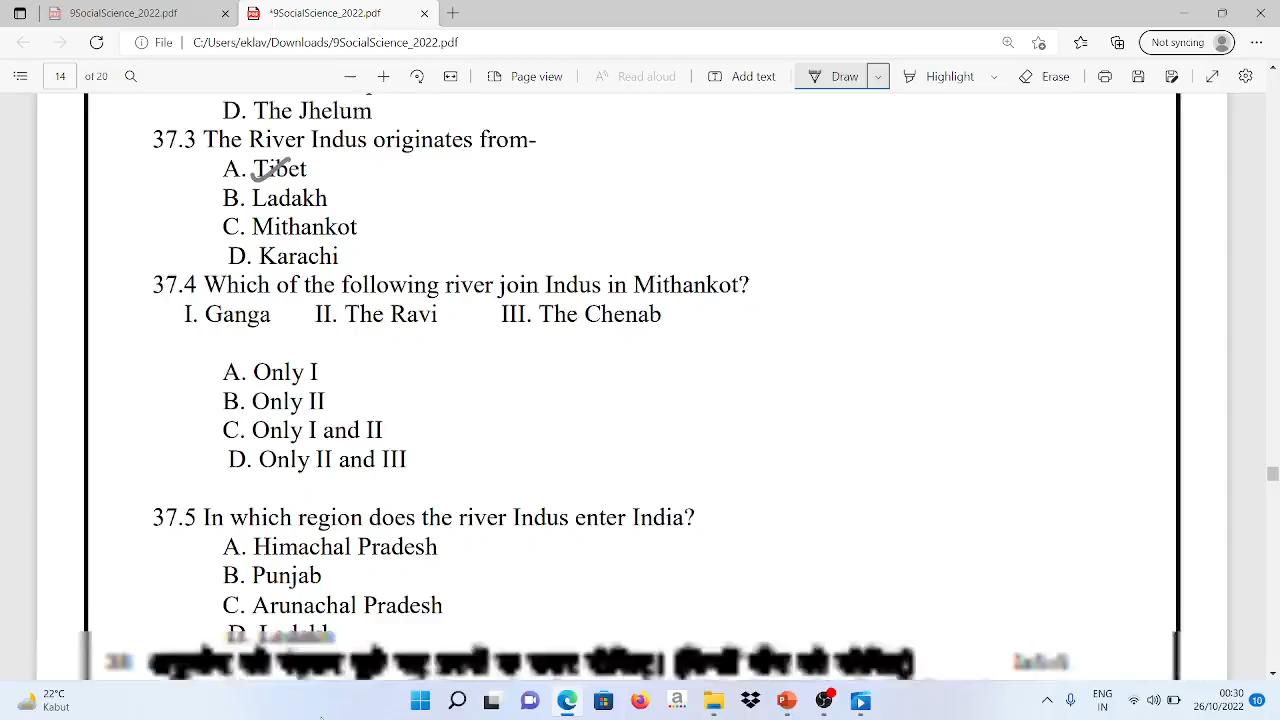 9SocialScience_2022.pdf
*9SocialScience_2022.pdf
File
C:/Users/eklav/Downloads/9SocialScience_2022.pdf
Not syncing
14 of 20
Page view
Read aloud
Add text
Draw
Highlight
Erase
D. The Jhelum
37.3 The River Indus originates from-
A. Tibet
B. Ladakh
C. Mithankot
D. Karachi
37.4 Which of the following river join Indus in Mithankot?
I. Ganga II. The Ravi III. The Chenab
A. Only I
B. Only II
C. Only I and II
D. Only II and III
37.5 In which region does the river Indus enter India?
A. Himachal Pradesh
B. Punjab
C. Arunachal Pradesh
22°C
Kabut
ENG
IN
00:30
26/10/2022
10